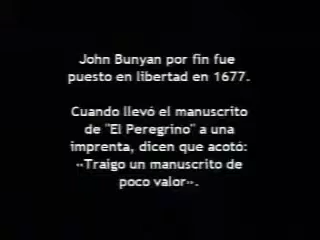 John Bunyan por fin fue
puesto en libertad en 1677.
Cuando llevó el manuscrito
de "El Peregrino" a una
imprenta, dicen que acotó:
«Traigo un manuscrito de
poco valor».